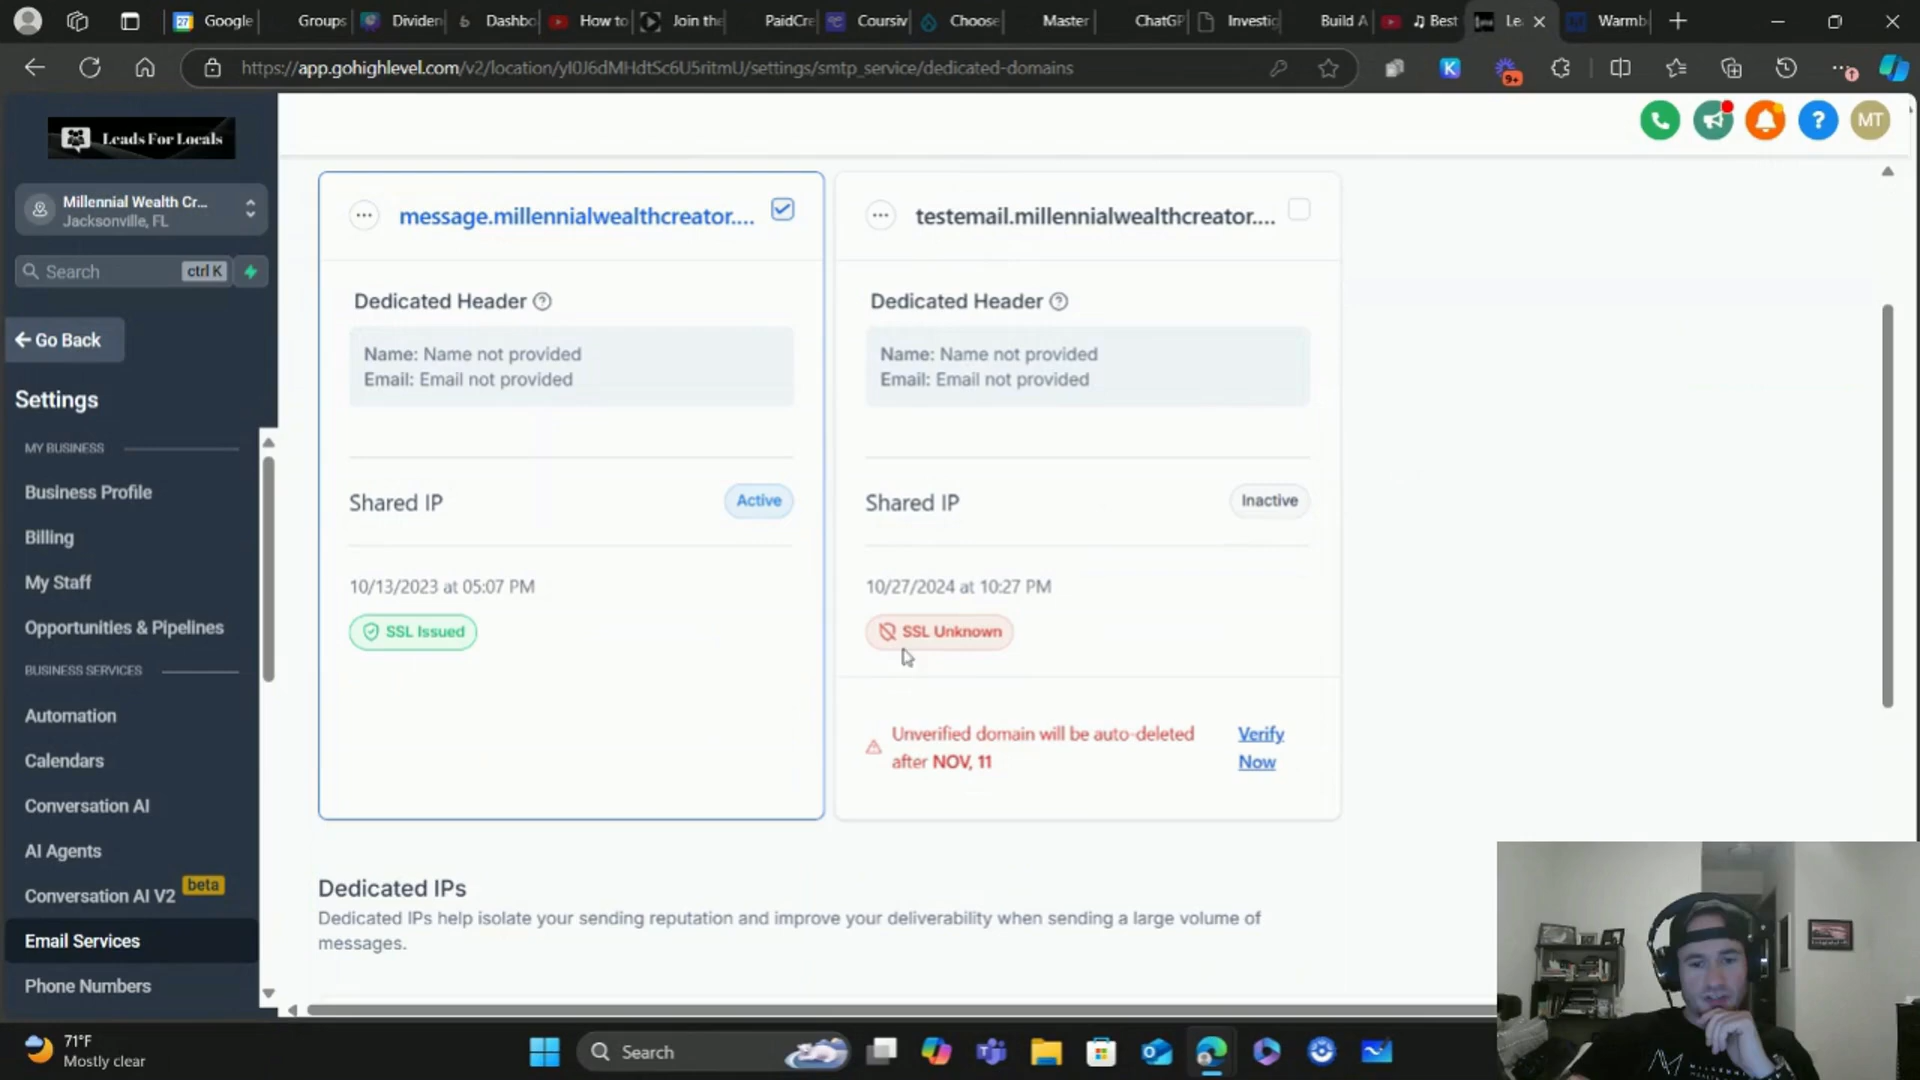 Google
Groups
Dividen
Dashbo
How to
Join the
PaidCre
Coursiv
Choose
Master
ChatGP
Investig
Build A
♫ Best
Le
Warmb
https://app.gohighlevel.com/v2/location/yI0J6dMHdtSc6U5ritmU/settings/smtp_service/dedicated-domains
9+
Leads For Locals
MT
Millennial Wealth Cr...
Jacksonville, FL
Search
ctrl K
Go Back
Settings
MY BUSINESS
Business Profile
Billing
My Staff
Opportunities & Pipelines
BUSINESS SERVICES
Automation
Calendars
Conversation AI
AI Agents
Conversation AI V2 beta
Email Services
Phone Numbers
message.millennialwealthcreator....
Dedicated Header
Name: Name not provided
Email: Email not provided
Shared IP
Active
10/13/2023 at 05:07 PM
SSL Issued
testemail.millennialwealthcreator....
Dedicated Header
Name: Name not provided
Email: Email not provided
Shared IP
Inactive
10/27/2024 at 10:27 PM
SSL Unknown
Unverified domain will be auto-deleted
after NOV, 11
Verify
Now
Dedicated IPs
Dedicated IPs help isolate your sending reputation and improve your deliverability when sending a large volume of
messages.
71°F
Mostly clear
Search